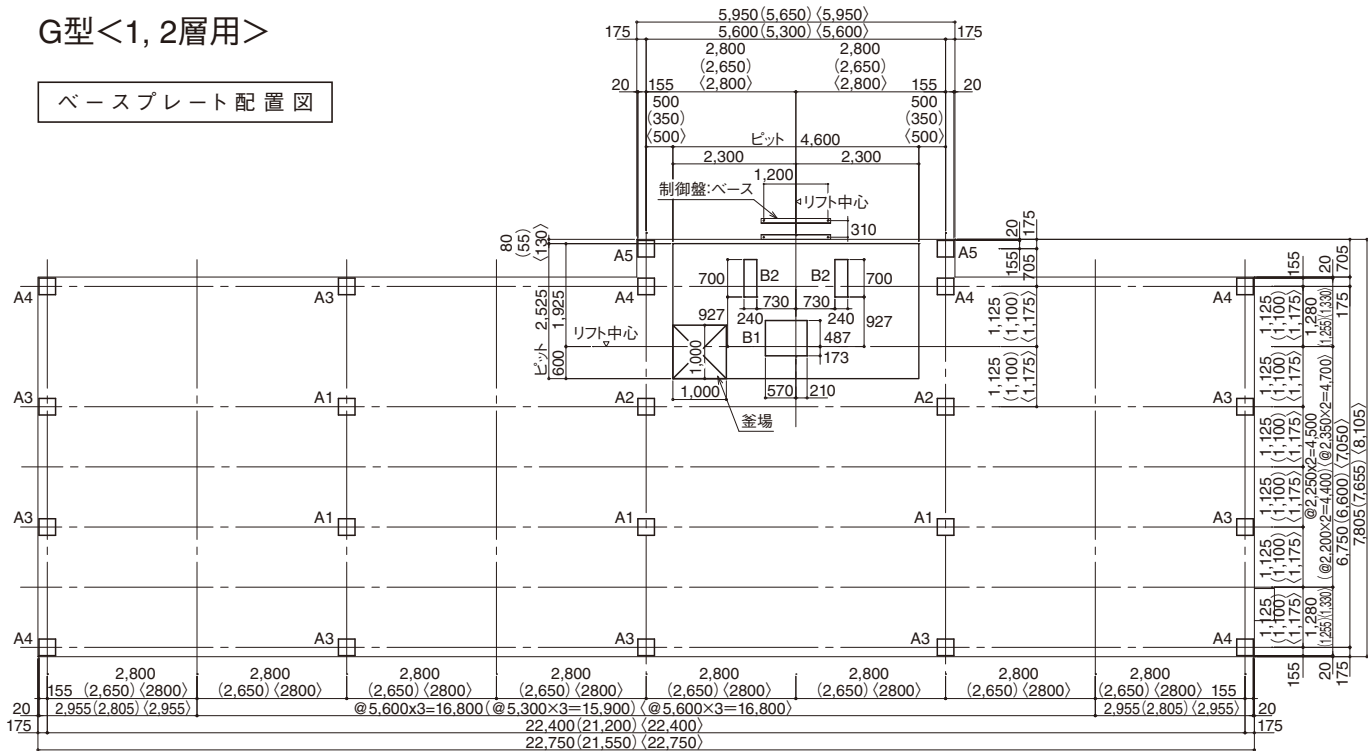 G型<1, 2層用>
ベースプレート配置図
5,950(5,650)〈5,950〉
175 5,600(5,300)〈5,600〉 175
2,800 2,800
(2,650) (2,650)
20 155 〈2,800〉 〈2,800〉 155 20
500 500
(350) (350)
〈500〉 ピット 4,600 〈500〉
2,300 2,300
1,200
制御盤:ベース
リフト中心
310
80
(55)
〈130〉
A5 A5
20 175
155 705
A4 A3 A4 A4 A4
700 B2 B2 700
730 730
240 240
927 927
ピット 2,525
1,925
600
リフト中心
B1
487
173
1,000
1,000
570 210
釜場
1,125
(1,100)
〈1,175〉
1,125
(1,100)
〈1,175〉
A3 A1 A2 A2 A3
A3 A1 A1 A1 A3
A4 A3 A3 A3 A4
155 20 705
175
1,125
(1,100)
〈1,175〉
1,280
(1,255)〈1,330〉
1,125
(1,100)
〈1,175〉
1,125
(1,100)
〈1,175〉
1,125
(1,100)
〈1,175〉
1,125
(1,100)
〈1,175〉
1,125
(1,100)
〈1,175〉
@2,250x2=4,500
(@2,200×2=4,400)〈@2,350×2=4,700〉
1,280
(1,255)〈1,330〉
6,750(6,600)〈7,050〉
7,805(7,655)〈8,105〉
155 20 175
2,800 2,800 2,800 2,800 2,800 2,800 2,800 2,800
155 (2,650)〈2800〉 (2,650)〈2800〉 (2,650)〈2800〉 (2,650)〈2800〉 (2,650)〈2800〉 (2,650)〈2800〉 (2,650)〈2800〉 (2,650)〈2800〉 155
20 2,955(2,805)〈2,955〉 @5,600x3=16,800(@5,300×3=15,900)〈@5,600×3=16,800〉 2,955(2,805)〈2,955〉 20
175 22,400(21,200)〈22,400〉 175
22,750(21,550)〈22,750〉